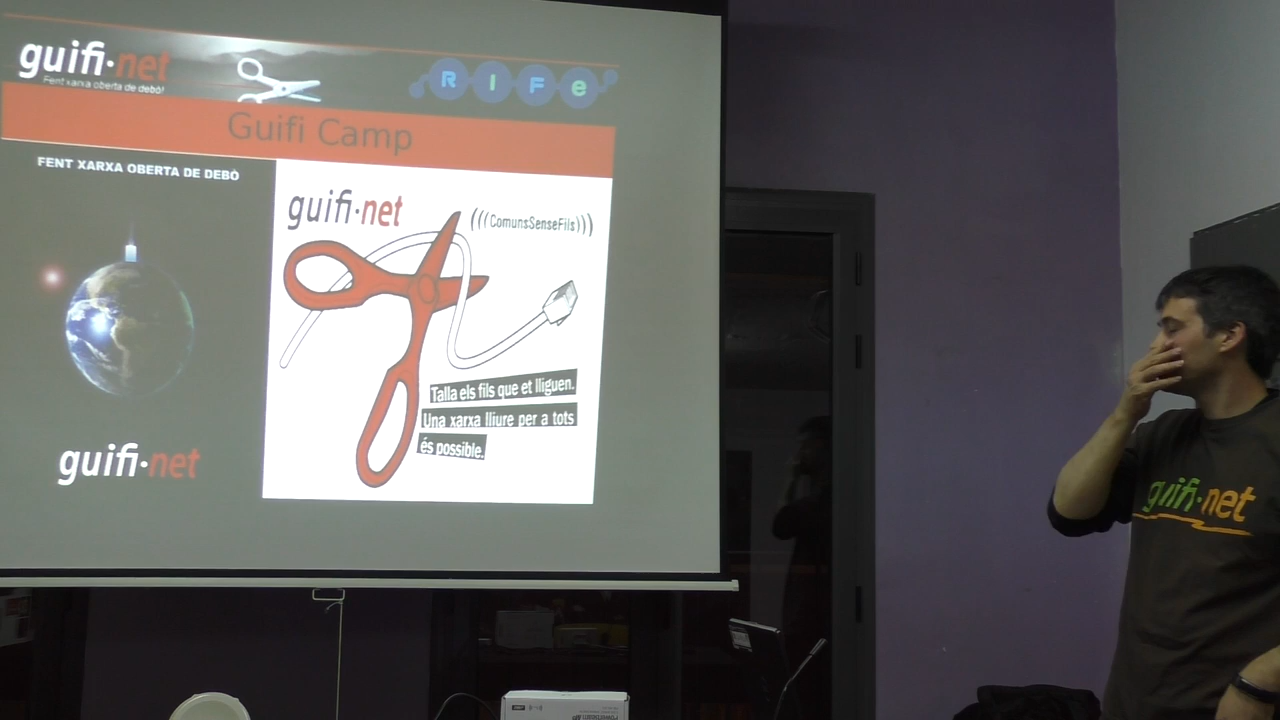 guifi·net
Fent xarxa oberta de debò!
RIFe
Guifi Camp
FENT XARXA OBERTA DE DEBÒ
guifi·net
(((ComunsSenseFils)))
Talla els fils que et lliguen.
Una xarxa lliure per a tots
és possible.
guifi·net
guifi·net